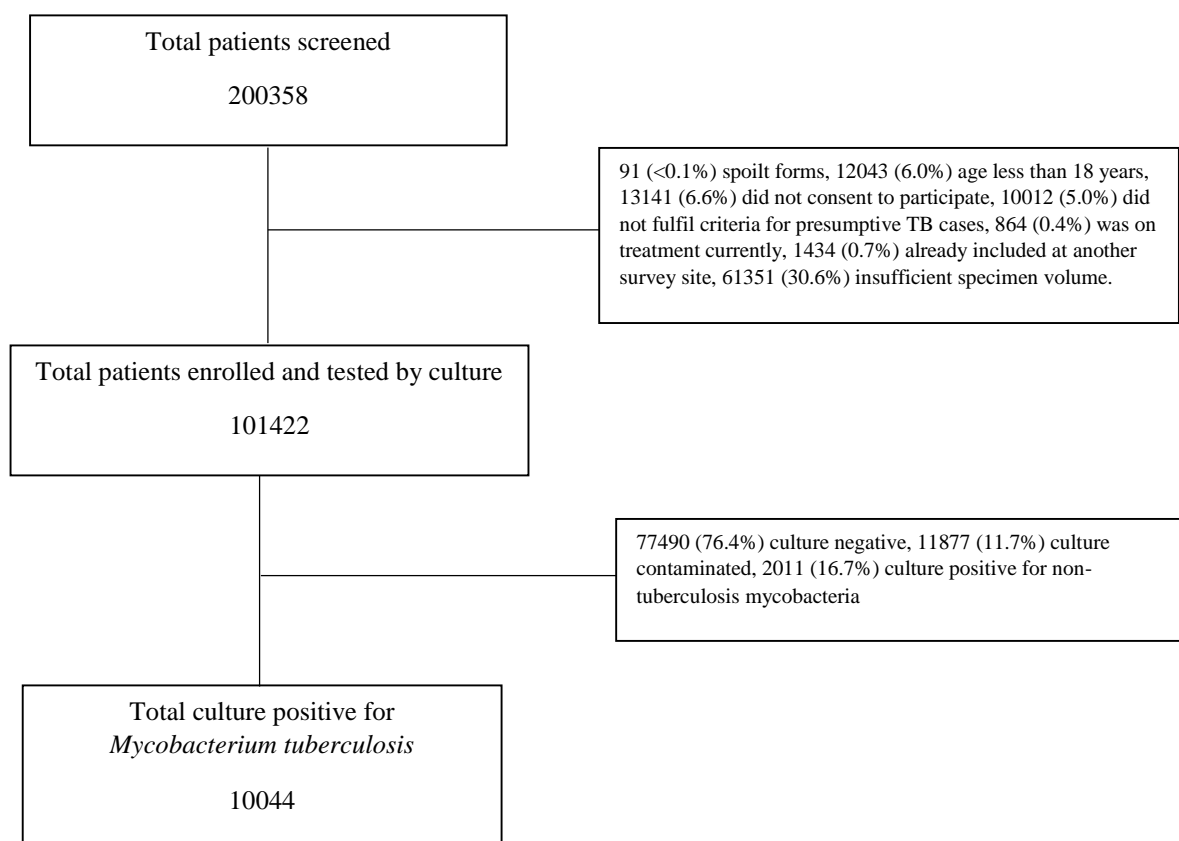 Total patients screened
200358
91 (<0.1%) spoilt forms, 12043 (6.0%) age less than 18 years,
13141 (6.6%) did not consent to participate, 10012 (5.0%) did
not fulfil criteria for presumptive TB cases, 864 (0.4%) was on
treatment currently, 1434 (0.7%) already included at another
survey site, 61351 (30.6%) insufficient specimen volume.
Total patients enrolled and tested by culture
101422
77490 (76.4%) culture negative, 11877 (11.7%) culture
contaminated, 2011 (16.7%) culture positive for non-
tuberculosis mycobacteria
Total culture positive for
Mycobacterium tuberculosis
10044